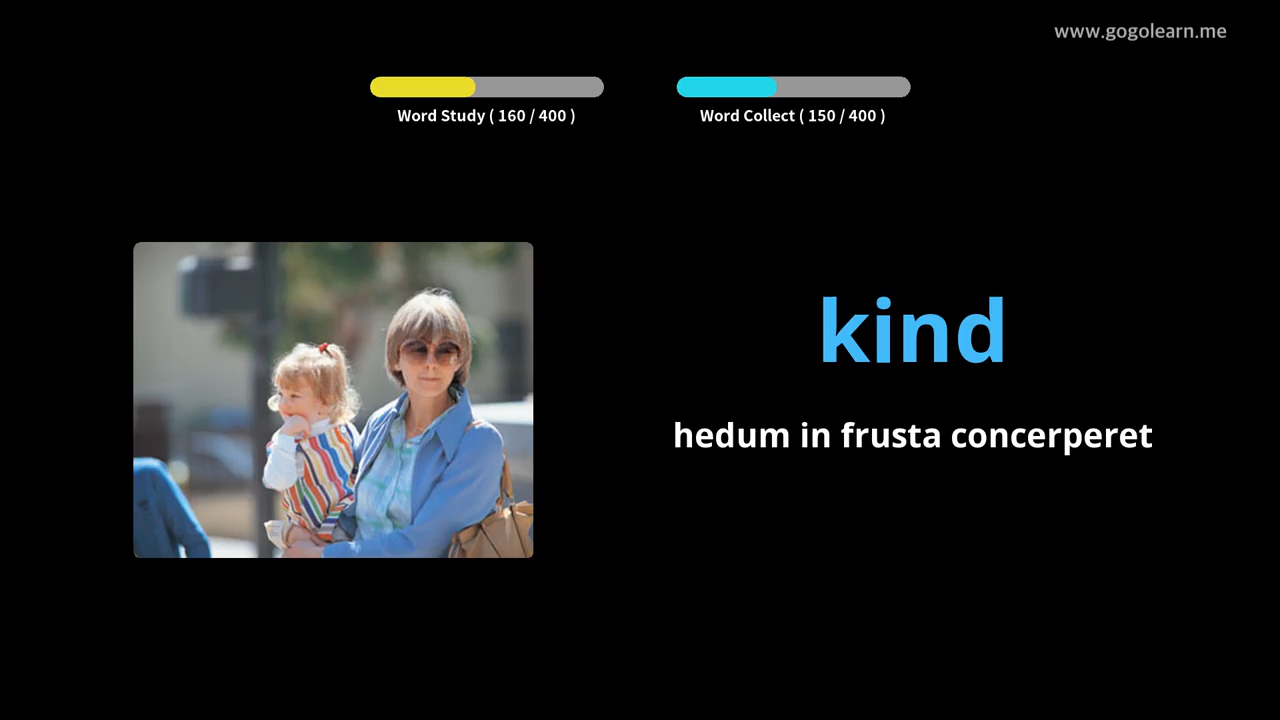 www.gogolearn.me
Word Study ( 160 / 400 )
Word Collect ( 150 / 400 )
kind
hedum in frusta concerperet